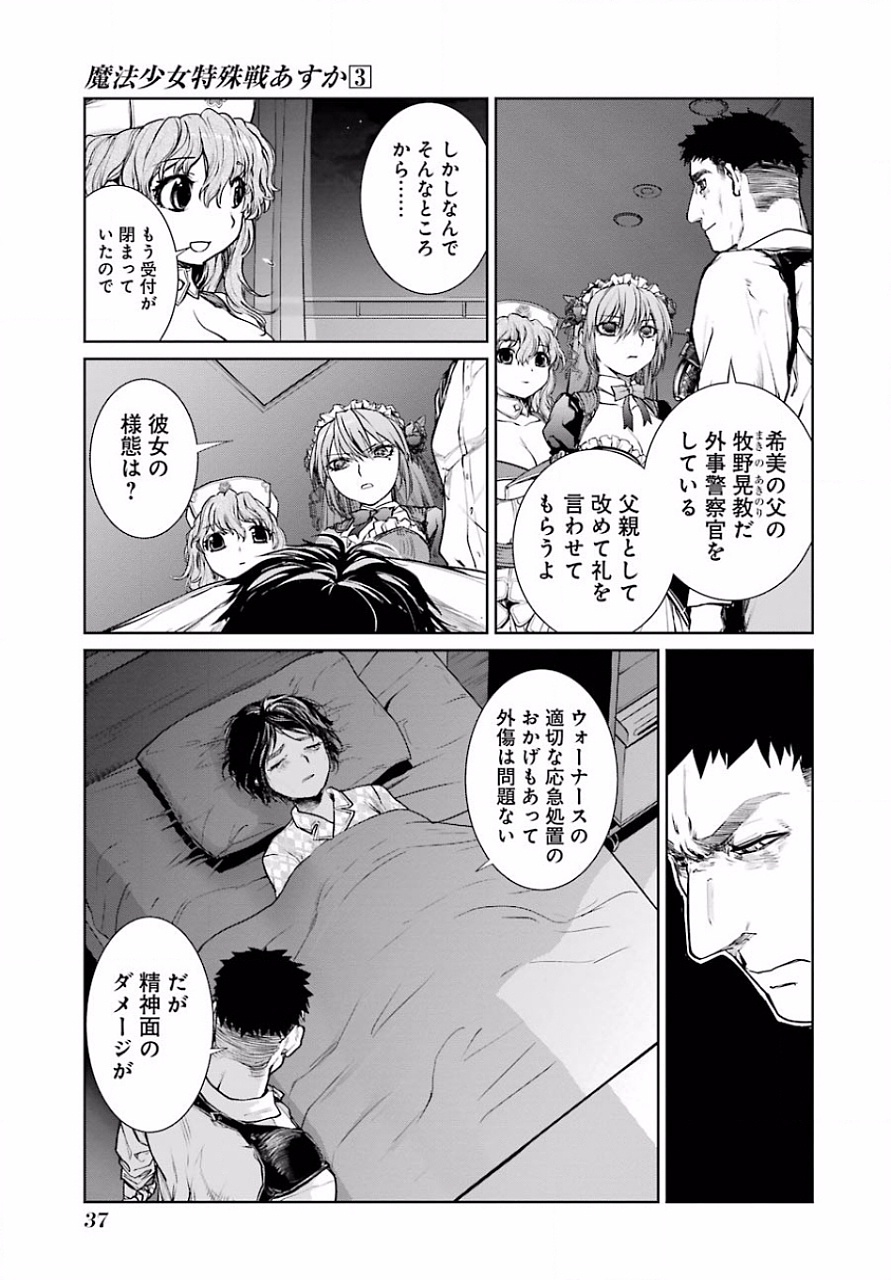 魔法少女特殊戦あすか3
希美の父の
牧野晃教だ
まきの あきのり
外事警察官を
している
父親として
改めて礼を
言わせて
もらうよ
しかしなんで
そんなところ
から……
もう受付が
閉まって
いたので
彼女の
様態は？
ウォーナースの
適切な応急処置の
おかげもあって
外傷は問題ない
だが
精神面の
ダメージが
37